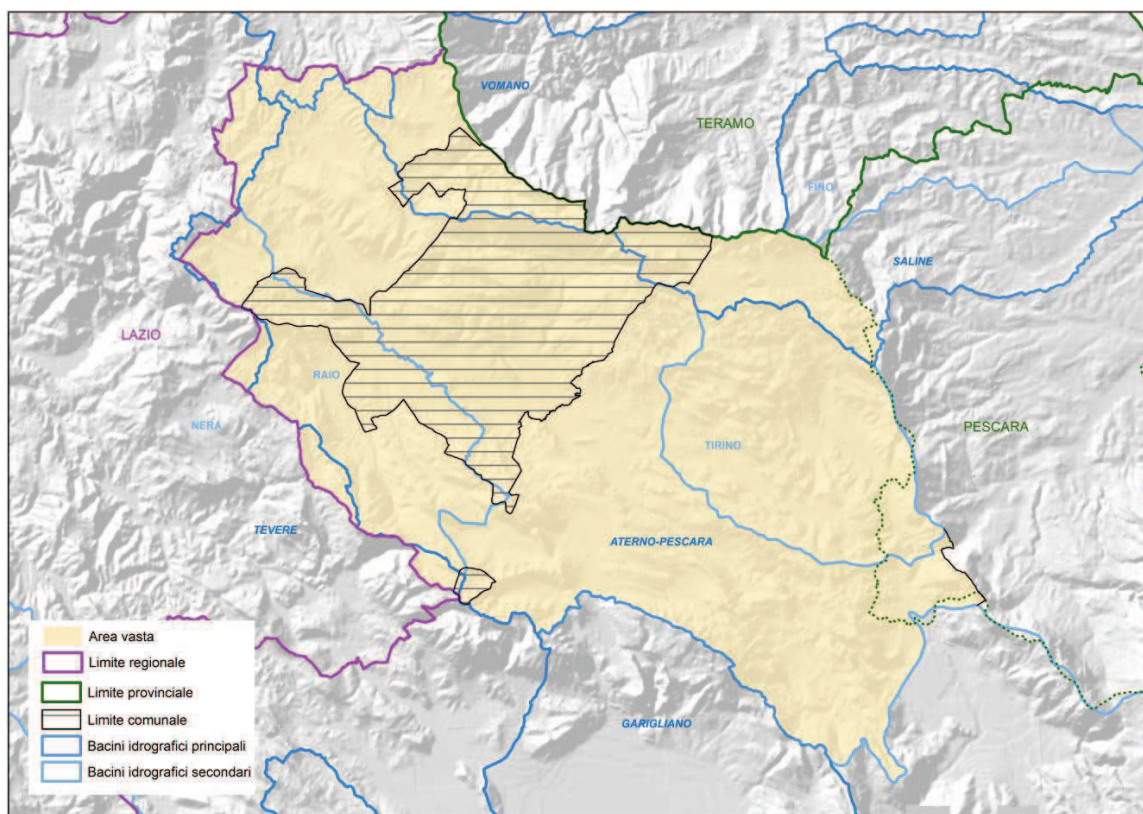 VOMANO
TERAMO
FINO
SALINE
LAZIO
RAIO
NERA
PESCARA
TIRINO
TEVERE
ATERNO-PESCARA
GARIGLIANO
Area vasta
Limite regionale
Limite provinciale
Limite comunale
Bacini idrografici principali
Bacini idrografici secondari